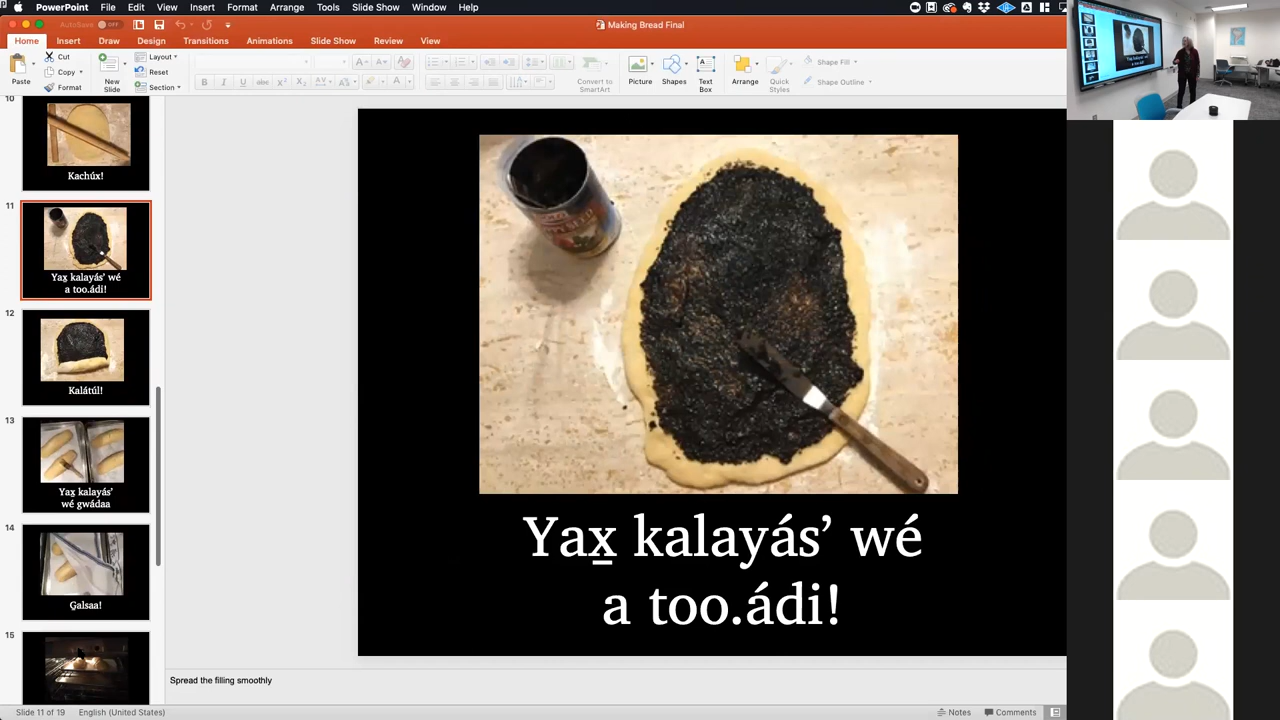 PowerPoint File Edit View Insert Format Arrange Tools Slide Show Window Help
AutoSave OFF
Making Bread Final
Home Insert Draw Design Transitions Animations Slide Show Review View
Paste
Cut
Copy
Format
New
Slide
Layout
Reset
Section
B I U abc
Convert to
SmartArt
Picture
Shapes
Text
Box
Arrange
Quick
Styles
Shape Fill
Shape Outline
10
Kachúx!
11
Yax̱ kalayás’ wé
a too.ádi!
12
Kalátúl!
13
Yax̱ kalayás’
wé gwádaa
14
G̱alsaa!
15
Yax̱ kalayás’ wé
a too.ádi!
Spread the filling smoothly
Slide 11 of 19
English (United States)
Notes
Comments